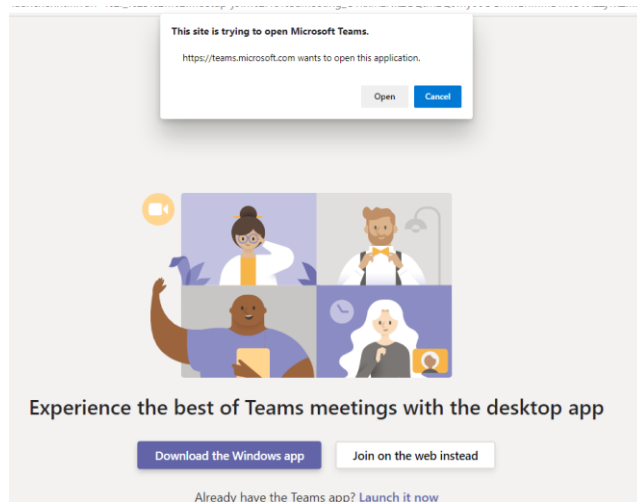 This site is trying to open Microsoft Teams.
https://teams.microsoft.com wants to open this application.
Open Cancel
Experience the best of Teams meetings with the desktop app
Download the Windows app Join on the web instead
Already have the Teams app? Launch it now